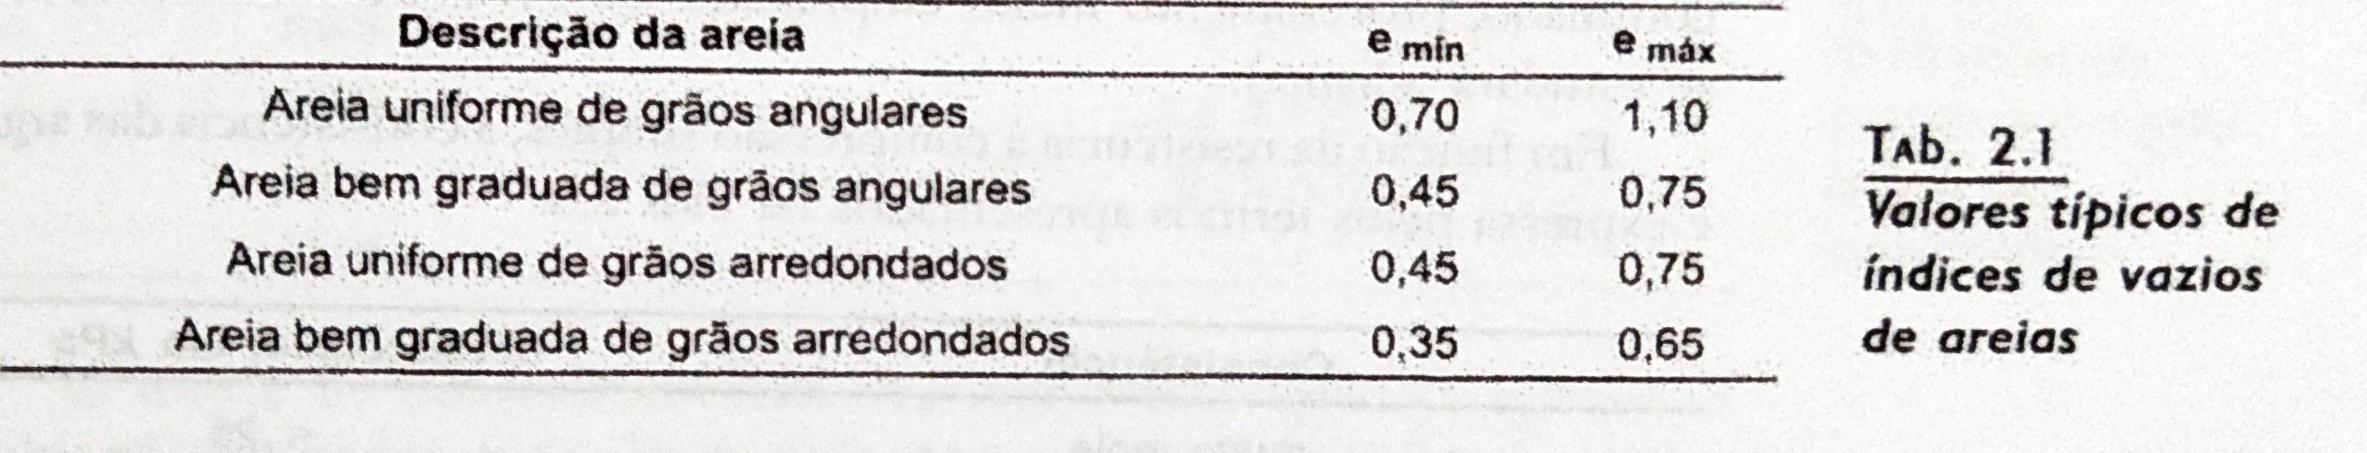 Descrição da areia e mín e máx
Areia uniforme de grãos angulares 0,70 1,10
Areia bem graduada de grãos angulares 0,45 0,75
Areia uniforme de grãos arredondados 0,45 0,75
Areia bem graduada de grãos arredondados 0,35 0,65
Tab. 2.1
Valores típicos de
índices de vazios
de areias